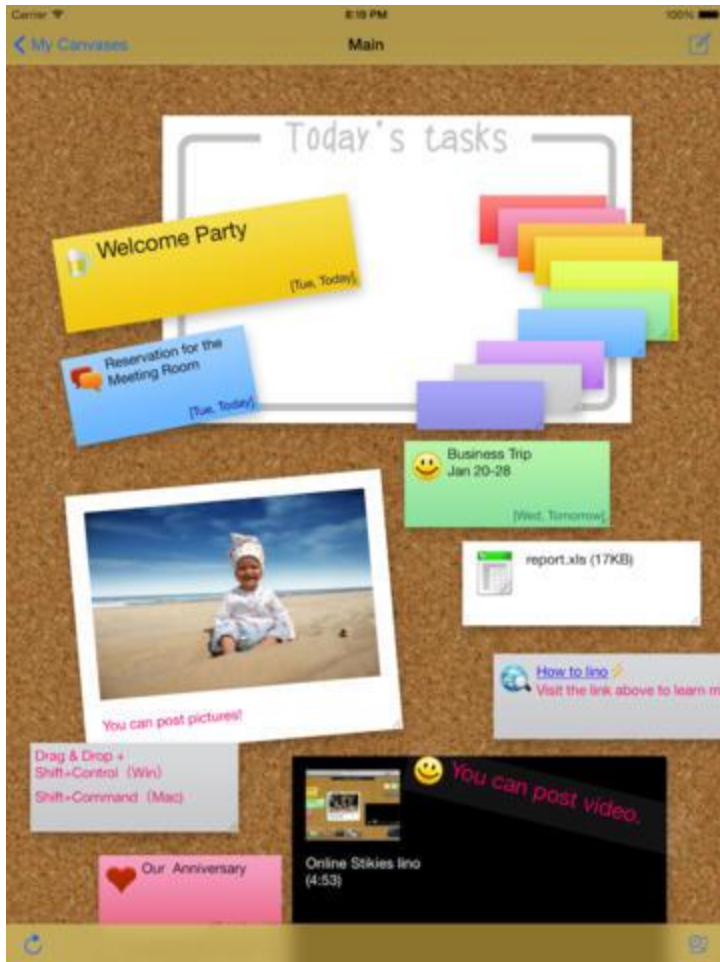 Carrier
8:19 PM
100%
My Canvases
Main
Today's tasks
Welcome Party
[Tue, Today]
Reservation for the
Meeting Room
[Tue, Today]
Business Trip
Jan 20-28
[Wed, Tomorrow]
report.xls (17KB)
How to lino
Visit the link above to learn m
You can post pictures!
Drag & Drop +
Shift+Control (Win)
Shift+Command (Mac)
You can post video.
Online Stikies lino
(4:53)
Our Anniversary